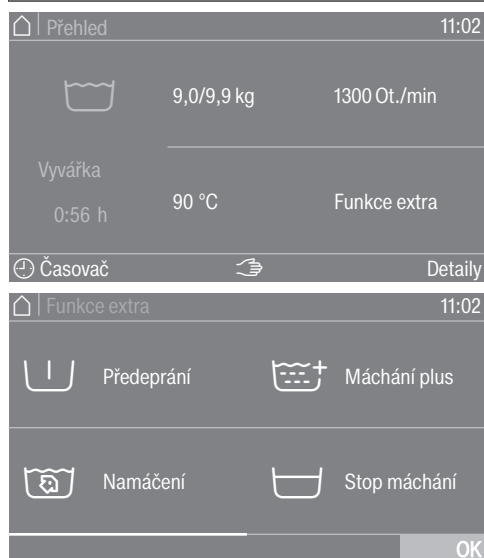 Přehled 11:02
9,0/9,9 kg 1300 Ot./min
Vyvářka
0:56 h
90 °C Funkce extra
Časovač Detaily
Funkce extra 11:02
Předeprání Máchání plus
Namáčení Stop máchání
OK